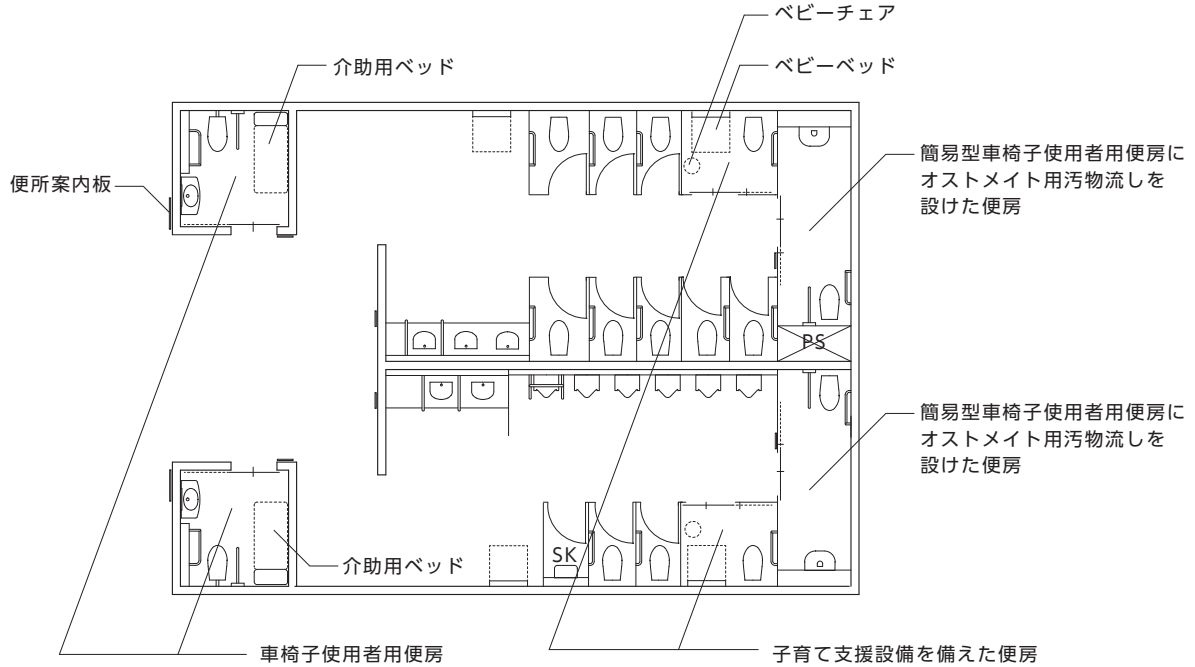 ベビーチェア
介助用ベッド
ベビーベッド
便所案内板
簡易型車椅子使用者用便房に
オストメイト用汚物流しを
設けた便房
PS
簡易型車椅子使用者用便房に
オストメイト用汚物流しを
設けた便房
SK
介助用ベッド
車椅子使用者用便房
子育て支援設備を備えた便房